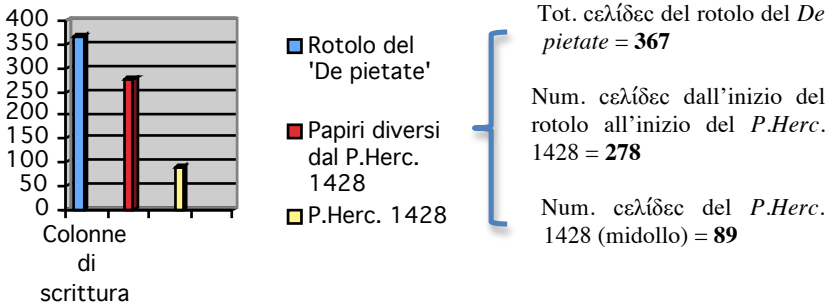 400
350
300
250
200
150
100
50
0
Colonne
di
scrittura
Rotolo del
'De pietate'
Papiri diversi
dal P.Herc.
1428
P.Herc. 1428
Tot. ϲελίδεϲ del rotolo del De
pietate = 367
Num. ϲελίδεϲ dall’inizio del
rotolo all’inizio del P.Herc.
1428 = 278
Num. ϲελίδεϲ del P.Herc.
1428 (midollo) = 89